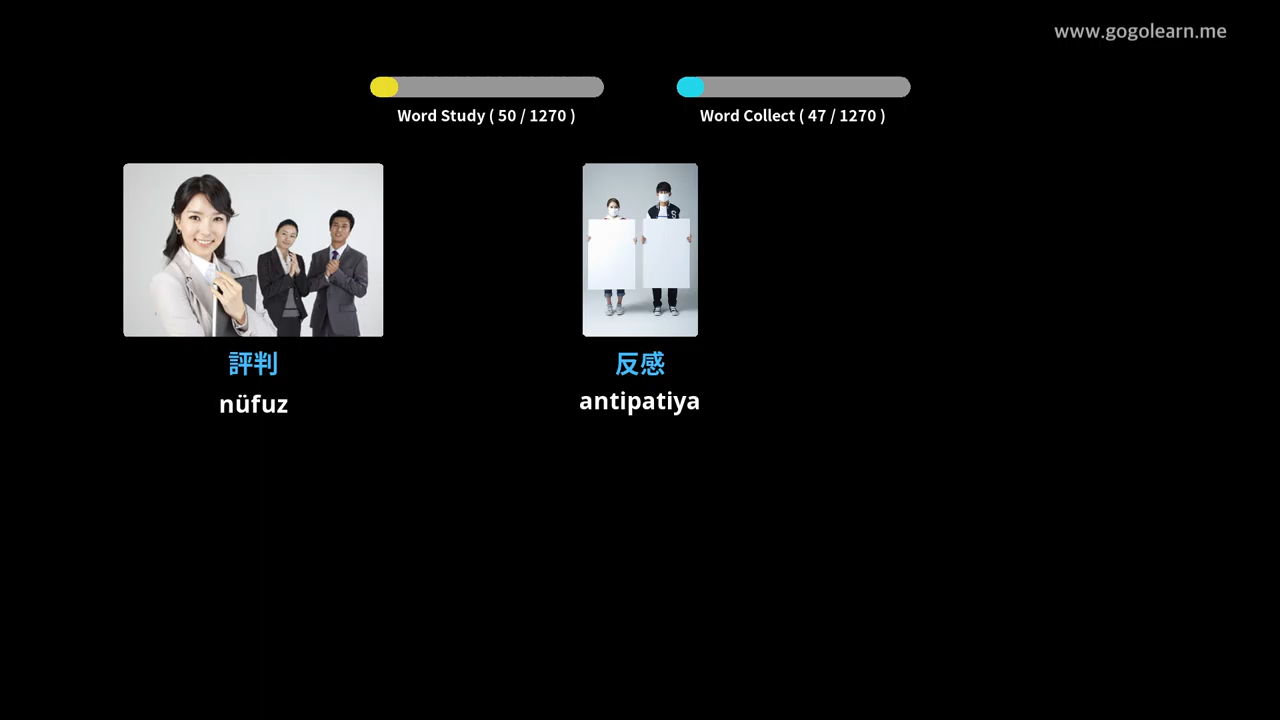 www.gogolearn.me
Word Study ( 50 / 1270 )
Word Collect ( 47 / 1270 )
評判
nüfuz
反感
antipatiya
S